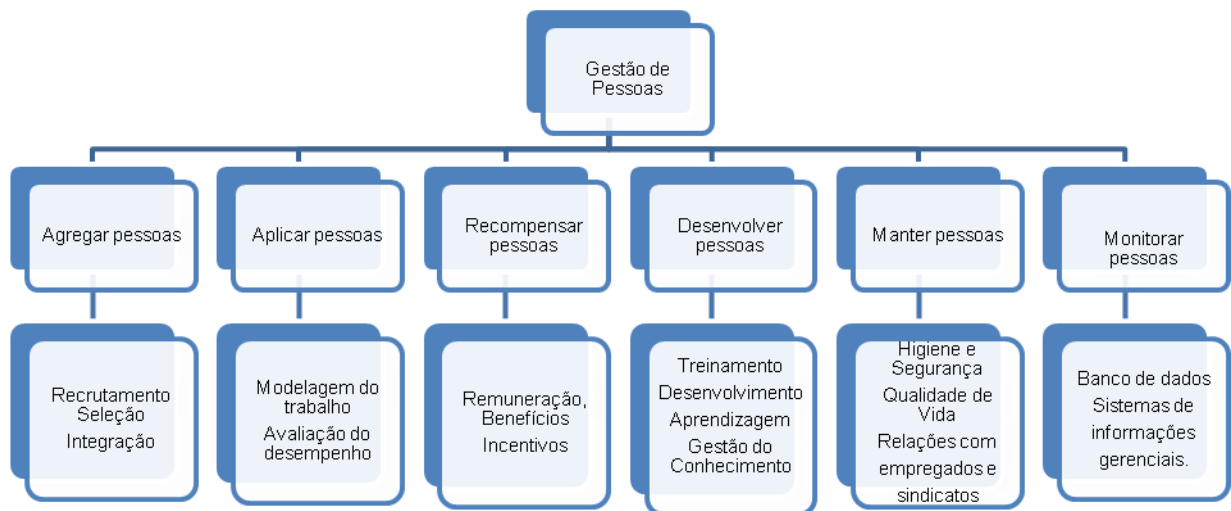 Gestão de
Pessoas
Agregar pessoas
Aplicar pessoas
Recompensar
pessoas
Desenvolver
pessoas
Manter pessoas
Monitorar
pessoas
Recrutamento
Seleção
Integração
Modelagem do
trabalho
Avaliação do
desempenho
Remuneração,
Benefícios
Incentivos
Treinamento
Desenvolvimento
Aprendizagem
Gestão do
Conhecimento
Higiene e
Segurança
Qualidade de
Vida
Relações com
empregados e
sindicatos
Banco de dados
Sistemas de
informações
gerenciais.